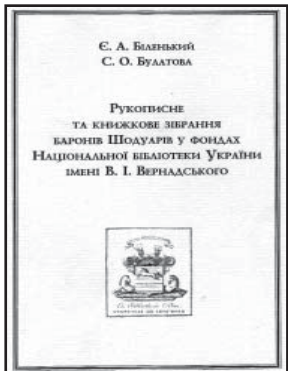 Є. А. Біленький
С. О. Булатова
Рукописне
та книжкове зібрання
баронів Шодуарів у фондах
Національної бібліотеки України
імені В. І. Вернадського